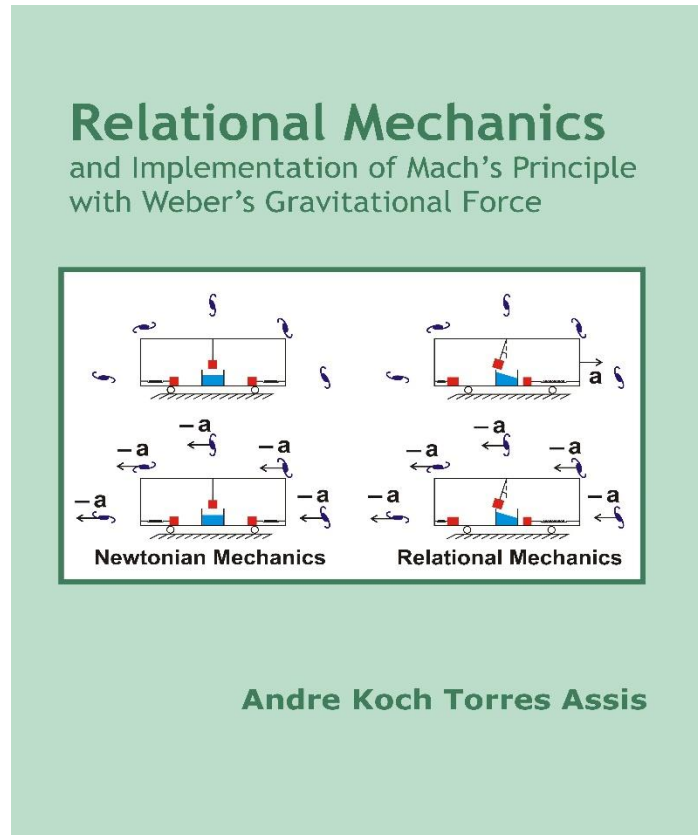 Relational Mechanics
and Implementation of Mach's Principle
with Weber's Gravitational Force
a
−a
−a
−a
−a
−a
−a
−a
−a
−a
−a
Newtonian Mechanics
Relational Mechanics
Andre Koch Torres Assis